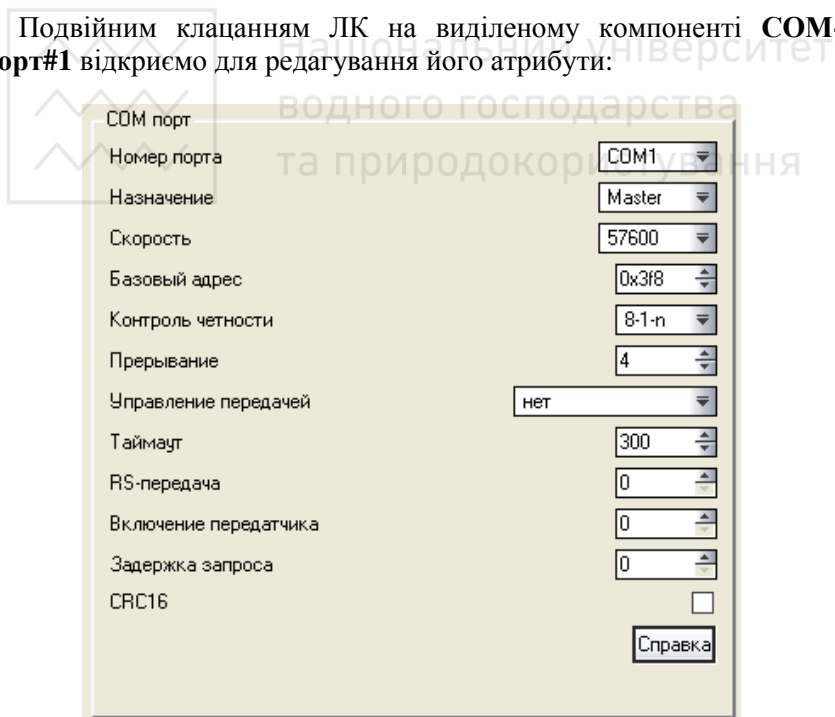 Подвійним клацанням ЛК на виділеному компоненті COM-
орт#1 відкриємо для редагування його атрибути:
Національний університет
водного господарства
та природокористування
COM порт
Номер порта COM1
Назначение Master
Скорость 57600
Базовый адрес 0x3f8
Контроль четности 8-1-n
Прерывание 4
Управление передачей нет
Таймаут 300
RS-передача 0
Включение передатчика 0
Задержка запроса 0
CRC16
Справка